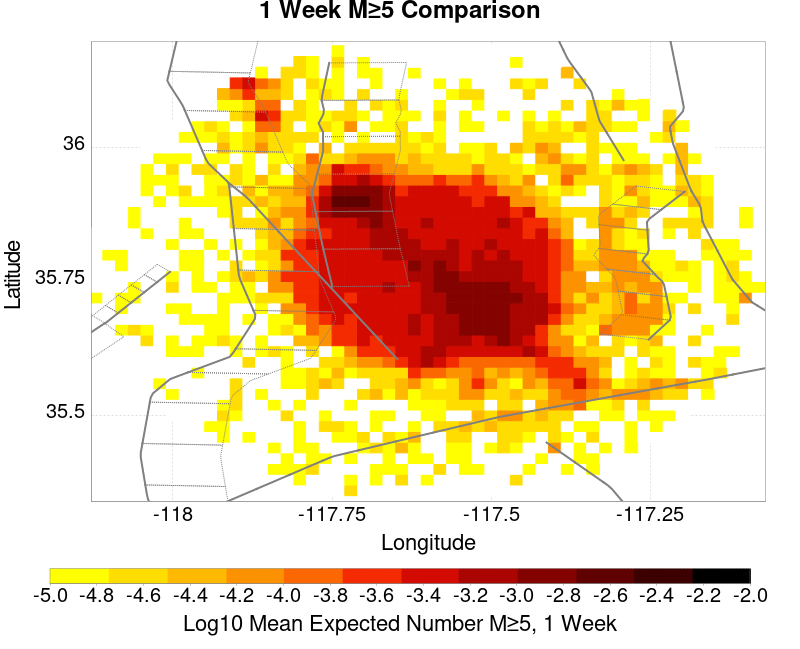 1 Week M≥5 Comparison
Latitude
36
35.75
35.5
-118 -117.75 -117.5 -117.25
Longitude
-5.0 -4.8 -4.6 -4.4 -4.2 -4.0 -3.8 -3.6 -3.4 -3.2 -3.0 -2.8 -2.6 -2.4 -2.2 -2.0
Log10 Mean Expected Number M≥5, 1 Week